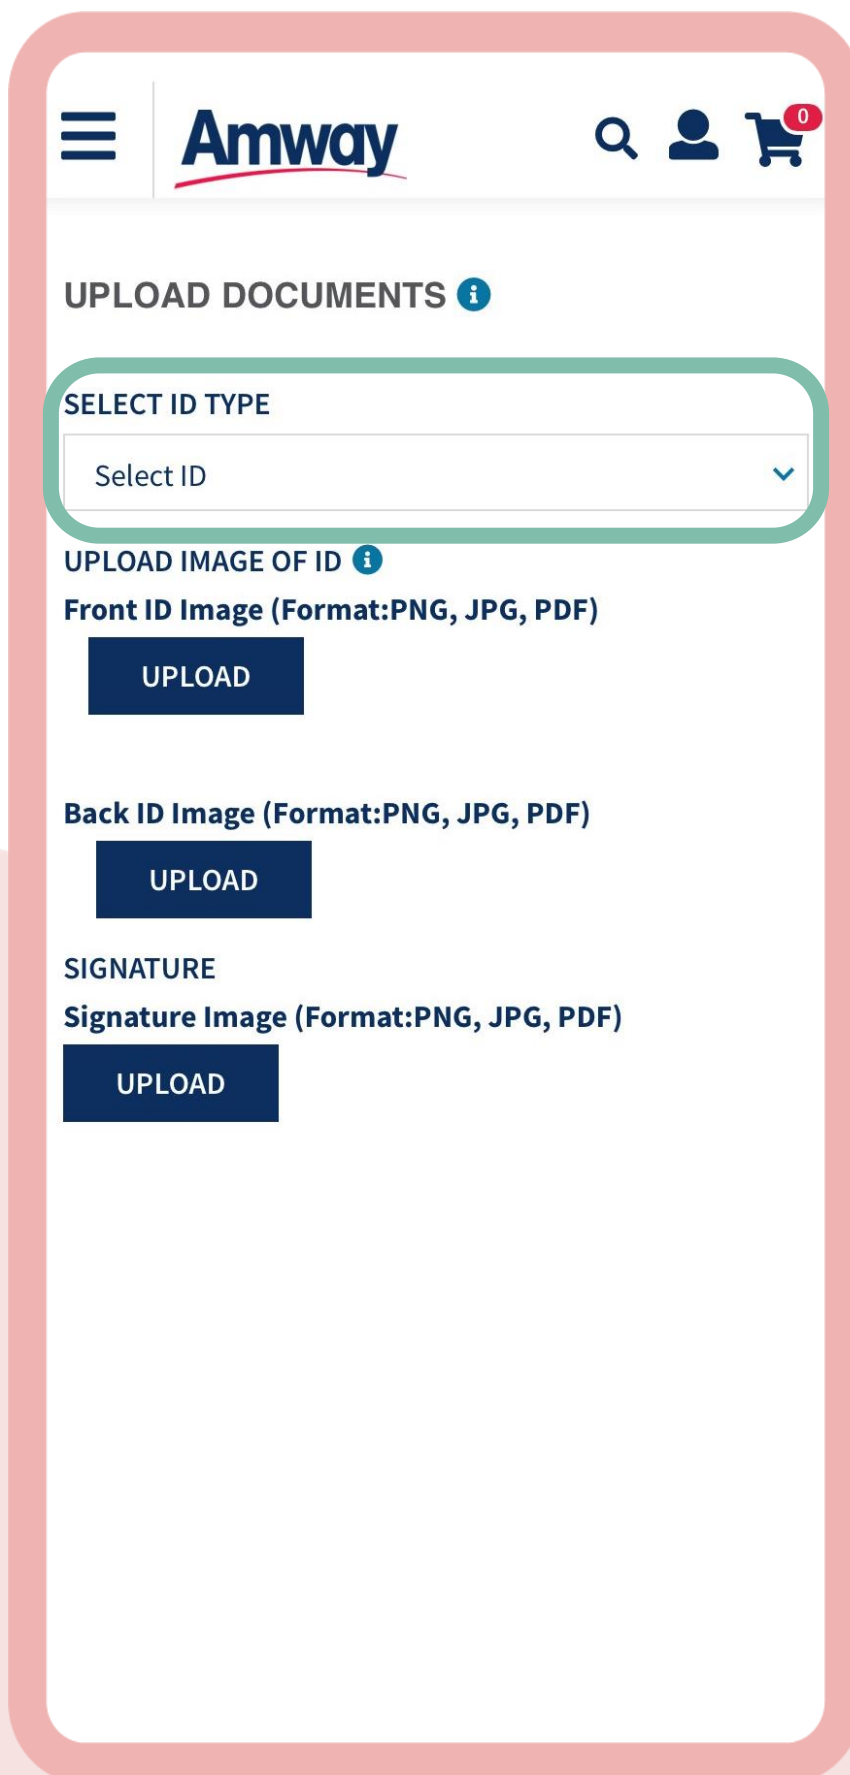 Amway
0
UPLOAD DOCUMENTS
SELECT ID TYPE
Select ID
UPLOAD IMAGE OF ID
Front ID Image (Format:PNG, JPG, PDF)
UPLOAD
Back ID Image (Format:PNG, JPG, PDF)
UPLOAD
SIGNATURE
Signature Image (Format:PNG, JPG, PDF)
UPLOAD